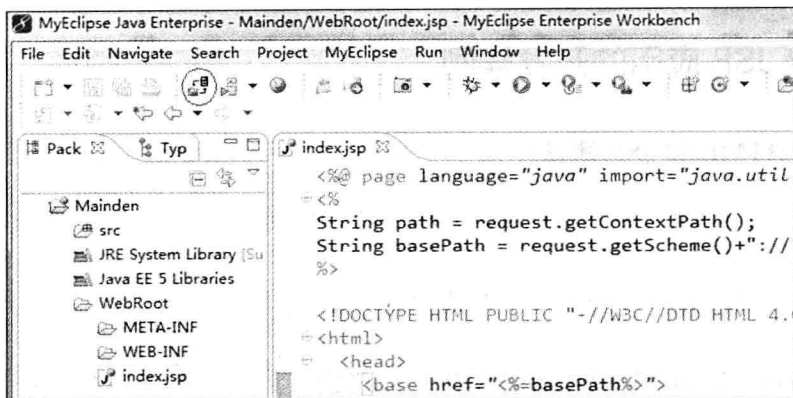 MyEclipse Java Enterprise - Mainden/WebRoot/index.jsp - MyEclipse Enterprise Workbench
File Edit Navigate Search Project MyEclipse Run Window Help
Pack Typ
index.jsp
Mainden
src
JRE System Library [Su
Java EE 5 Libraries
WebRoot
META-INF
WEB-INF
index.jsp
<%@ page language="java" import="java.util
<%
String path = request.getContextPath();
String basePath = request.getScheme()+"://
%>
<!DOCTYPE HTML PUBLIC "-//W3C//DTD HTML 4.
<html>
<head>
<base href="<%=basePath%>">